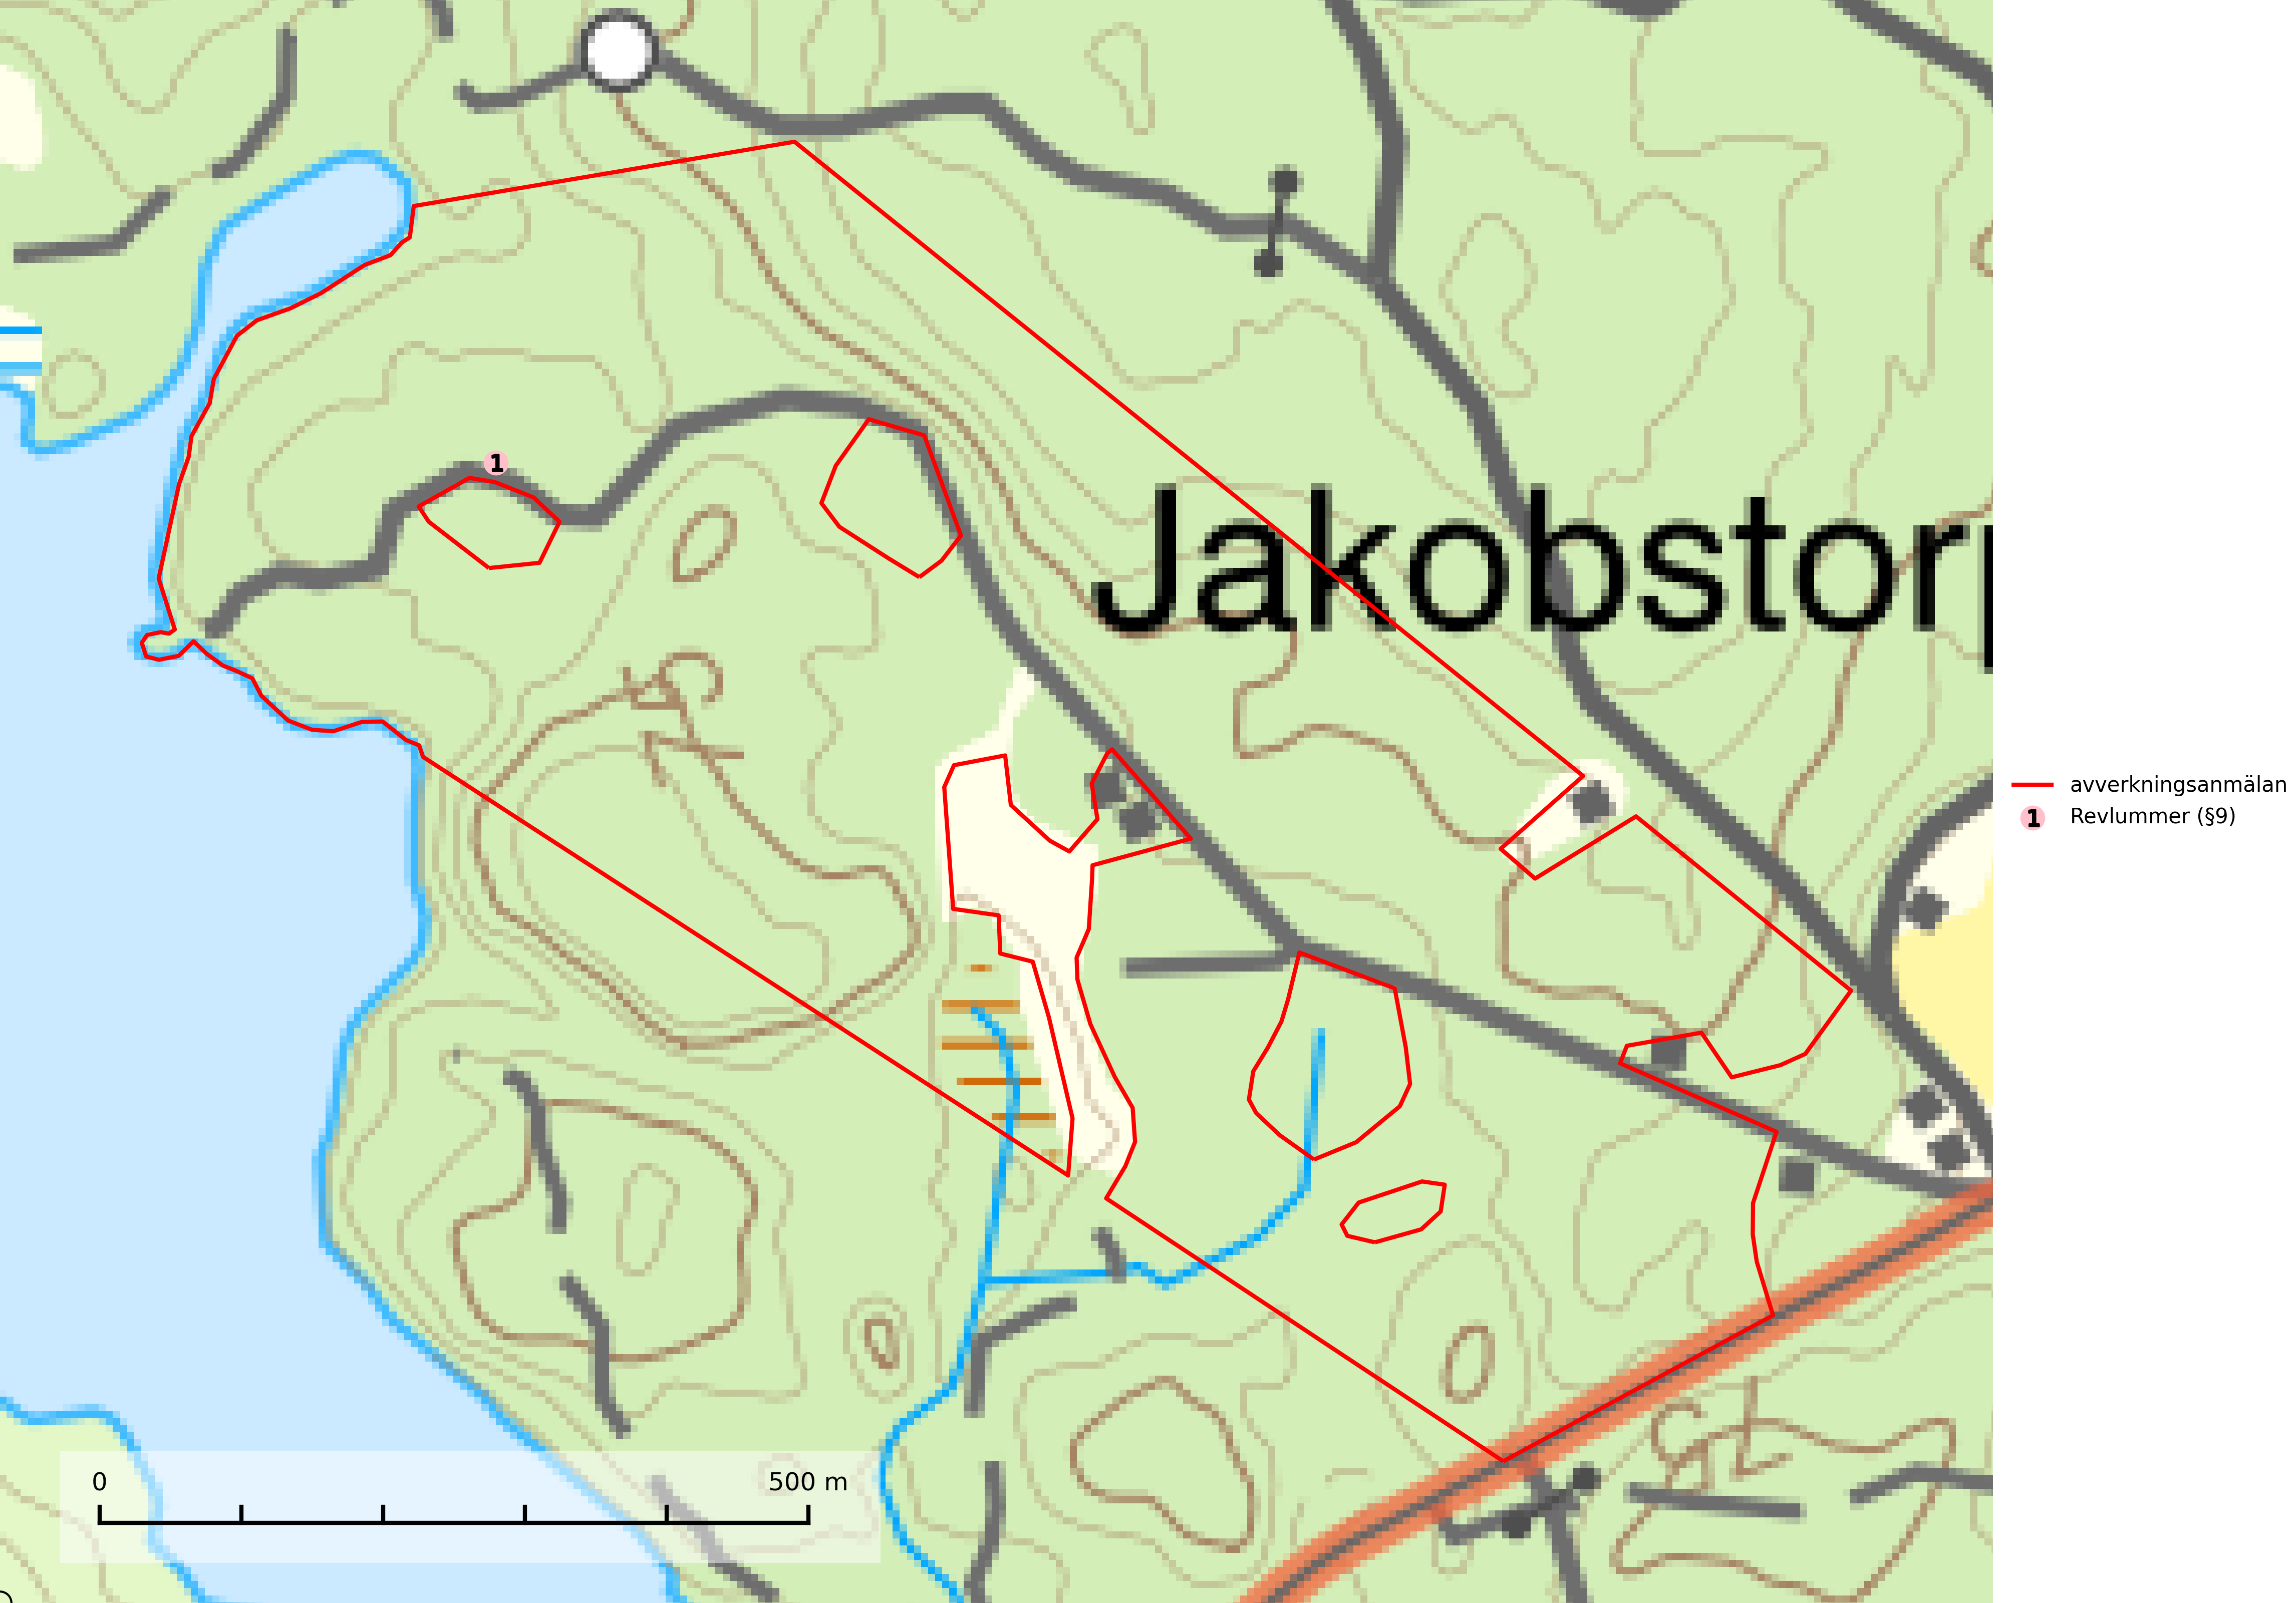 1
Jakobstorp
avverkningsanmälan
1 Revlummer (§9)
0 500 m